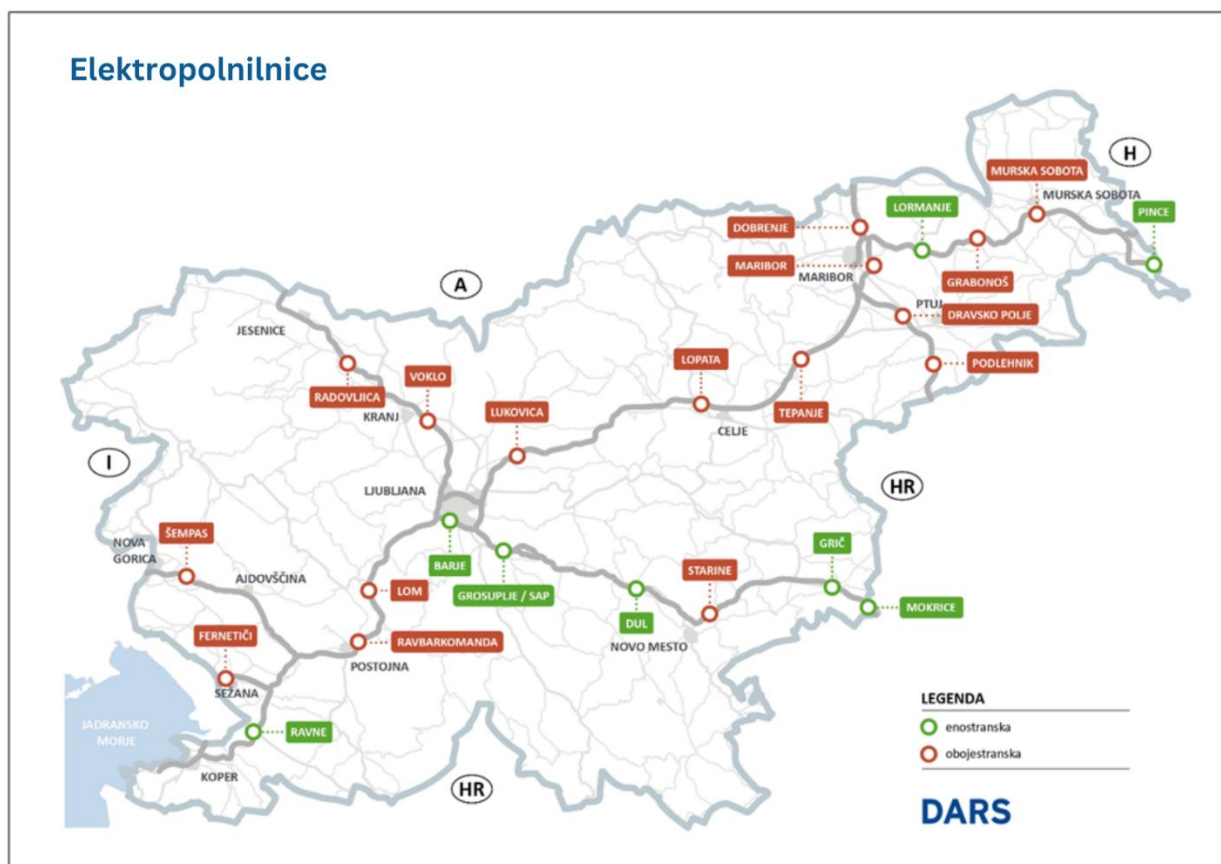 Elektropolnilnice
H
MURSKA SOBOTA
MURSKA SOBOTA
LORMANJE
PINCE
DOBRENJE
MARIBOR
MARIBOR
GRABONOŠ
A
PTUJ
DRAVSKO POLJE
JESENICE
LOPATA
PODLEHNIK
VOKLO
RADOVLJICA
KRANJ
LUKOVICA
TEPANJE
CELJE
I
LJUBLJANA
HR
ŠEMPAS
NOVA
GORICA
GRIČ
BARJE
AJDOVŠČINA
LOM
GROSUPLJE / SAP
STARINE
MOKRICE
DUL
FERNETIČI
RAVBARKOMANDA
NOVO MESTO
POSTOJNA
SEŽANA
JADRANSKO
MORJE
RAVNE
KOPER
HR
LEGENDA
enostranska
obojestranska
DARS